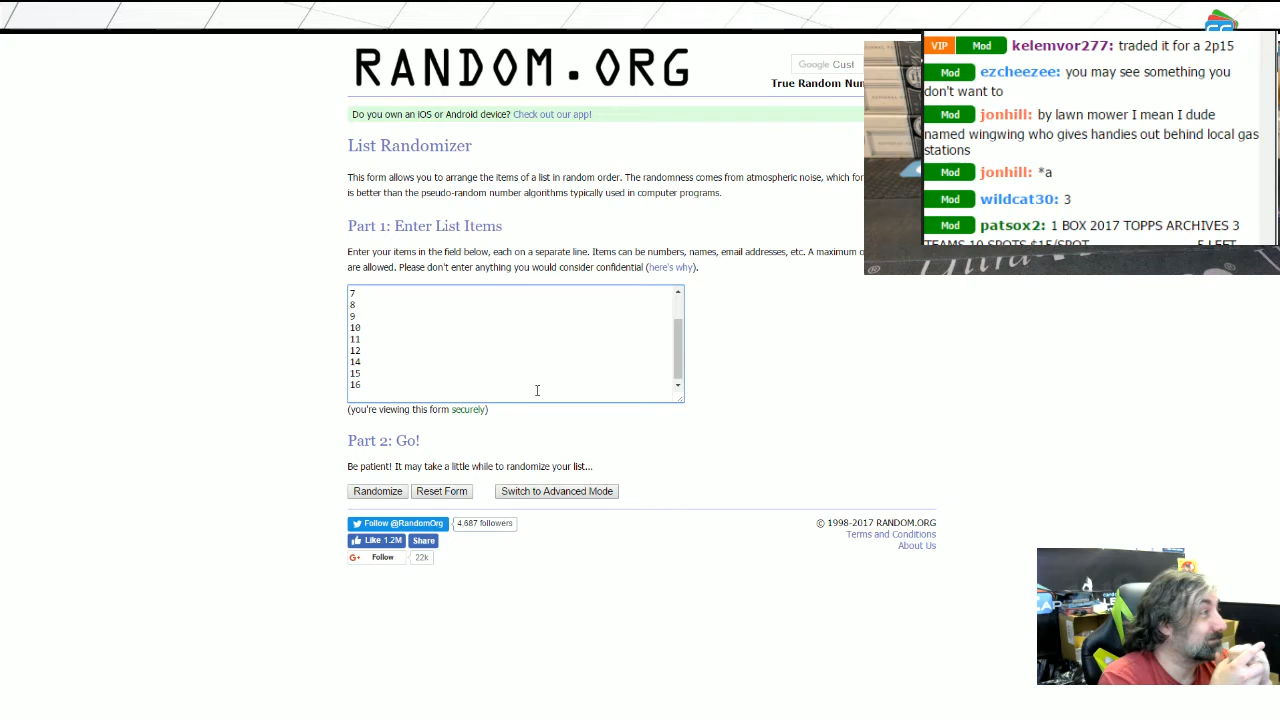 RANDOM.ORG
Google Cust
True Random Num
Do you own an iOS or Android device? Check out our app!
List Randomizer
This form allows you to arrange the items of a list in random order. The randomness comes from atmospheric noise, which for
is better than the pseudo-random number algorithms typically used in computer programs.
Part 1: Enter List Items
Enter your items in the field below, each on a separate line. Items can be numbers, names, email addresses, etc. A maximum o
are allowed. Please don't enter anything you would consider confidential (here's why).
7
8
9
10
11
12
14
15
16
(you're viewing this form securely)
Part 2: Go!
Be patient! It may take a little while to randomize your list...
Randomize Reset Form Switch to Advanced Mode
Follow @RandomOrg 4,687 followers
Like 1.2M Share
Follow 22k
© 1998-2017 RANDOM.ORG
Terms and Conditions
About Us
VIP Mod kelemvor277: traded it for a 2p15
Mod ezcheezee: you may see something you
don't want to
Mod jonhill: by lawn mower I mean I dude
named wingwing who gives handies out behind local gas
stations
Mod jonhill: *a
Mod wildcat30: 3
Mod patsox2: 1 BOX 2017 TOPPS ARCHIVES 3
TEAMS 10 SPOTS $15/SPOT 5 LEFT